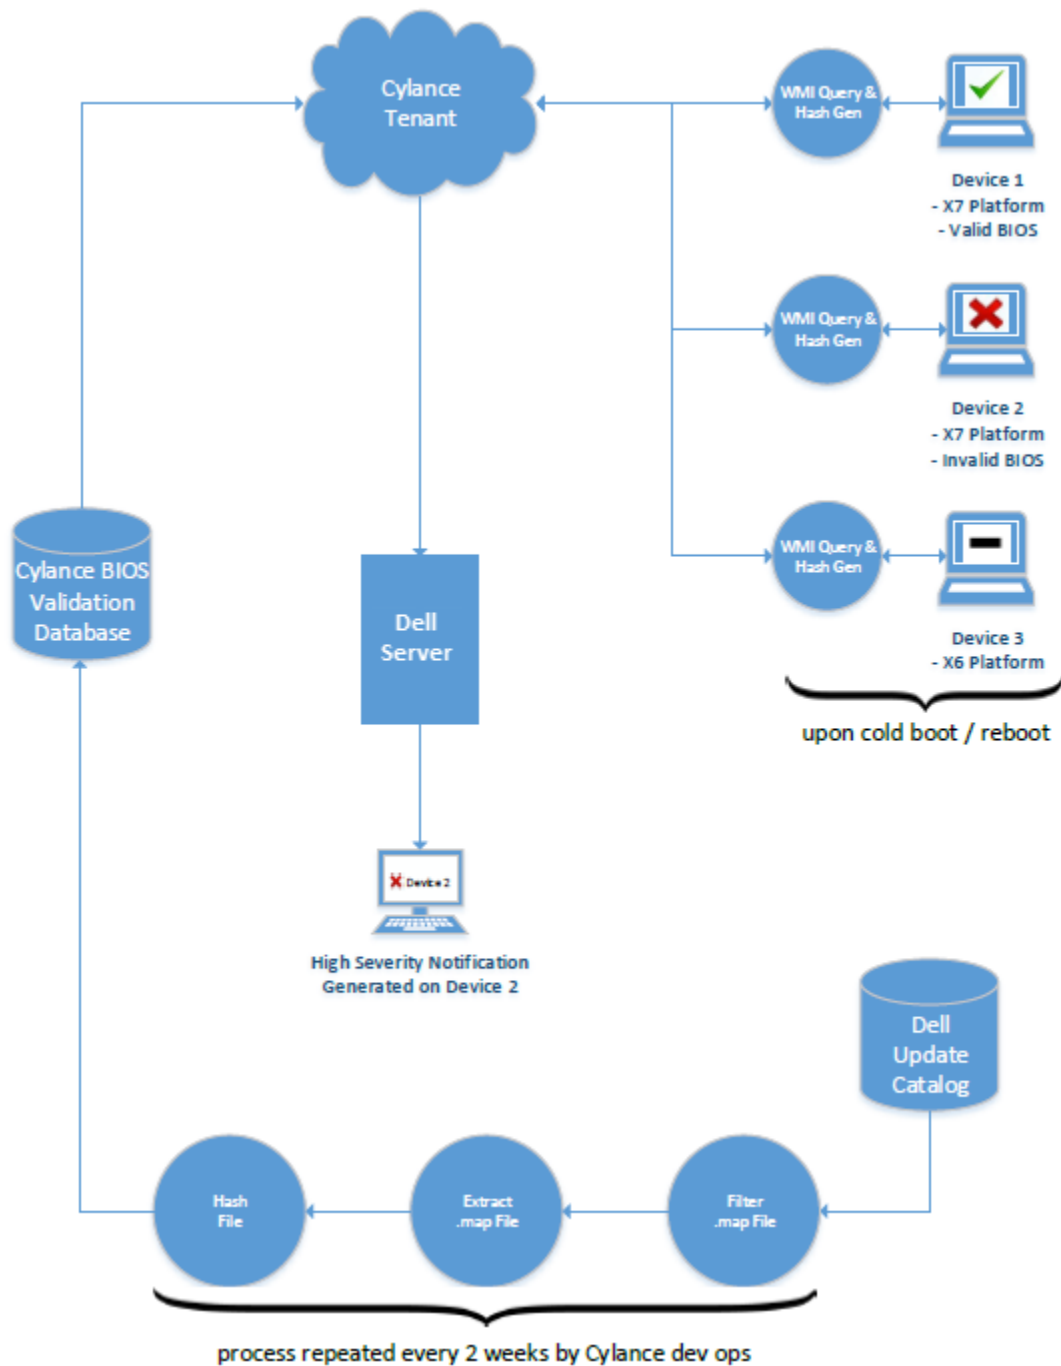 Cylance
Tenant
WMI Query &
Hash Gen
Device 1
- X7 Platform
- Valid BIOS
WMI Query &
Hash Gen
Device 2
- X7 Platform
- Invalid BIOS
WMI Query &
Hash Gen
Device 3
- X6 Platform
upon cold boot / reboot
Cylance BIOS
Validation
Database
Dell
Server
Device 2
High Severity Notification
Generated on Device 2
Dell
Update
Catalog
Hash
File
Extract
.map File
Filter
.map File
process repeated every 2 weeks by Cylance dev ops